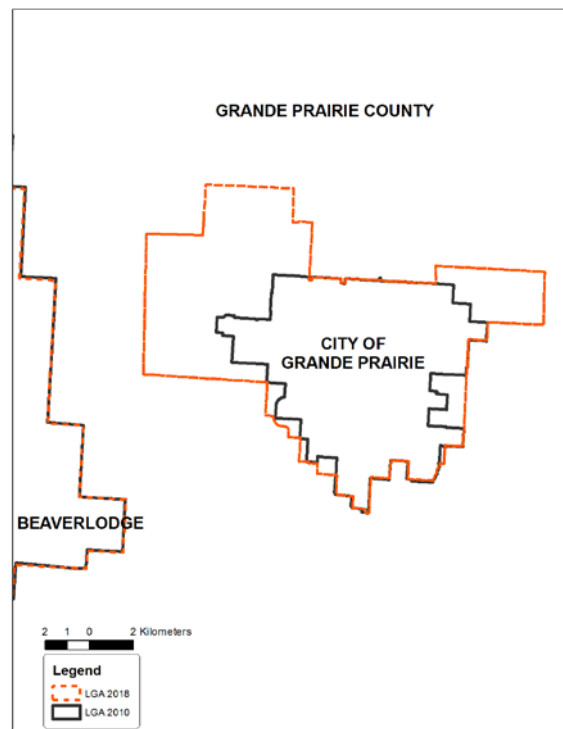 GRANDE PRAIRIE COUNTY
CITY OF
GRANDE PRAIRIE
BEAVERLODGE
2 1 0 2 Kilometers
Legend
LGA 2018
LGA 2010